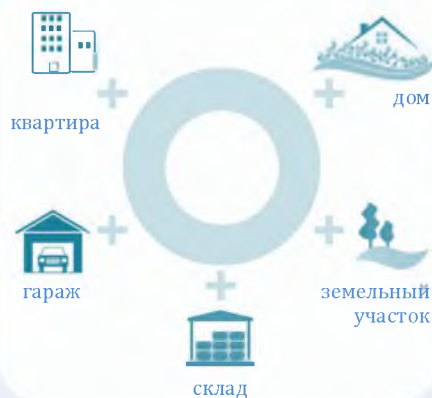 квартира
дом
гараж
земельный
участок
склад